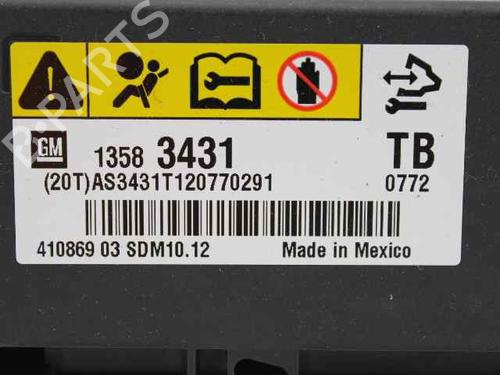 GM
1358 3431
TB
(20T)AS3431T120770291
0772
410869 03 SDM10.12
Made in Mexico
B-PARTS